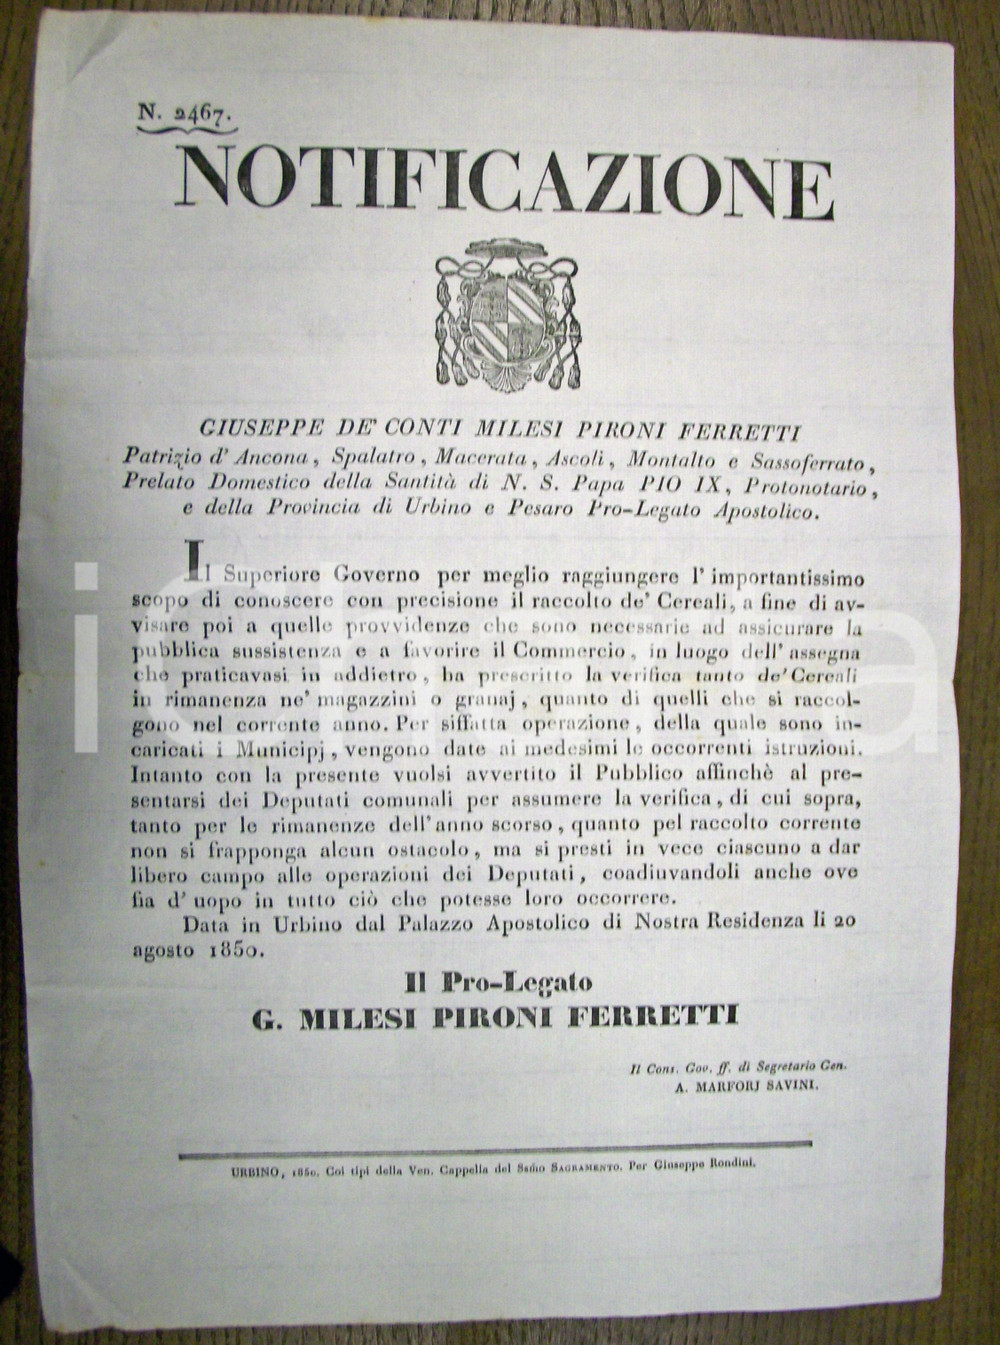 N. 2467.
NOTIFICAZIONE
GIUSEPPE DE' CONTI MILESI PIRONI FERRETTI
Patrizio d' Ancona, Spalatro, Macerata, Ascoli, Montalto e Sassoferrato,
Prelato Domestico della Santità di N. S. Papa PIO IX, Protonotario,
e della Provincia di Urbino e Pesaro Pro-Legato Apostolico.
Il Superiore Governo per meglio raggiungere l' importantissimo
scopo di conoscere con precisione il raccolto de' Cereali, a fine di av-
visare poi a quelle provvidenze che sono necessarie ad assicurare la
pubblica sussistenza e a favorire il Commercio, in luogo dell' assegna
che praticavasi in addietro, ha prescritto la verifica tanto de' Cereali
in rimanenza ne' magazzini o granaj, quanto di quelli che si raccol-
gono nel corrente anno. Per siffatta operazione, della quale sono in-
caricati i Municipj, vengono date ai medesimi le occorrenti istruzioni.
Intanto con la presente vuolsi avvertito il Pubblico affinchè al pre-
sentarsi dei Deputati comunali per assumere la verifica, di cui sopra,
tanto per le rimanenze dell' anno scorso, quanto pel raccolto corrente
non si frapponga alcun ostacolo, ma si presti in vece ciascuno a dar
libero campo alle operazioni dei Deputati, coadiuvandoli anche ove
fia d' uopo in tutto ciò che potesse loro occorrere.
Data in Urbino dal Palazzo Apostolico di Nostra Residenza li 20
agosto 1850.
Il Pro-Legato
G. MILESI PIRONI FERRETTI
Il Cons. Gov. ff. di Segretario Gen.
A. MARFORJ SAVINI.
URBINO, 1850. Coi tipi della Ven. Cappella del SSmo SAGRAMENTO. Per Giuseppe Rondini.